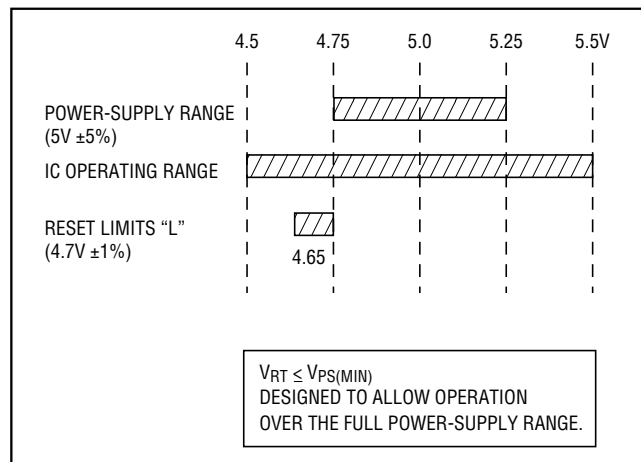 4.5 4.75 5.0 5.25 5.5V
POWER-SUPPLY RANGE
(5V ±5%)
IC OPERATING RANGE
RESET LIMITS “L”
(4.7V ±1%)
4.65
VRT ≤ VPS(MIN)
DESIGNED TO ALLOW OPERATION
OVER THE FULL POWER-SUPPLY RANGE.